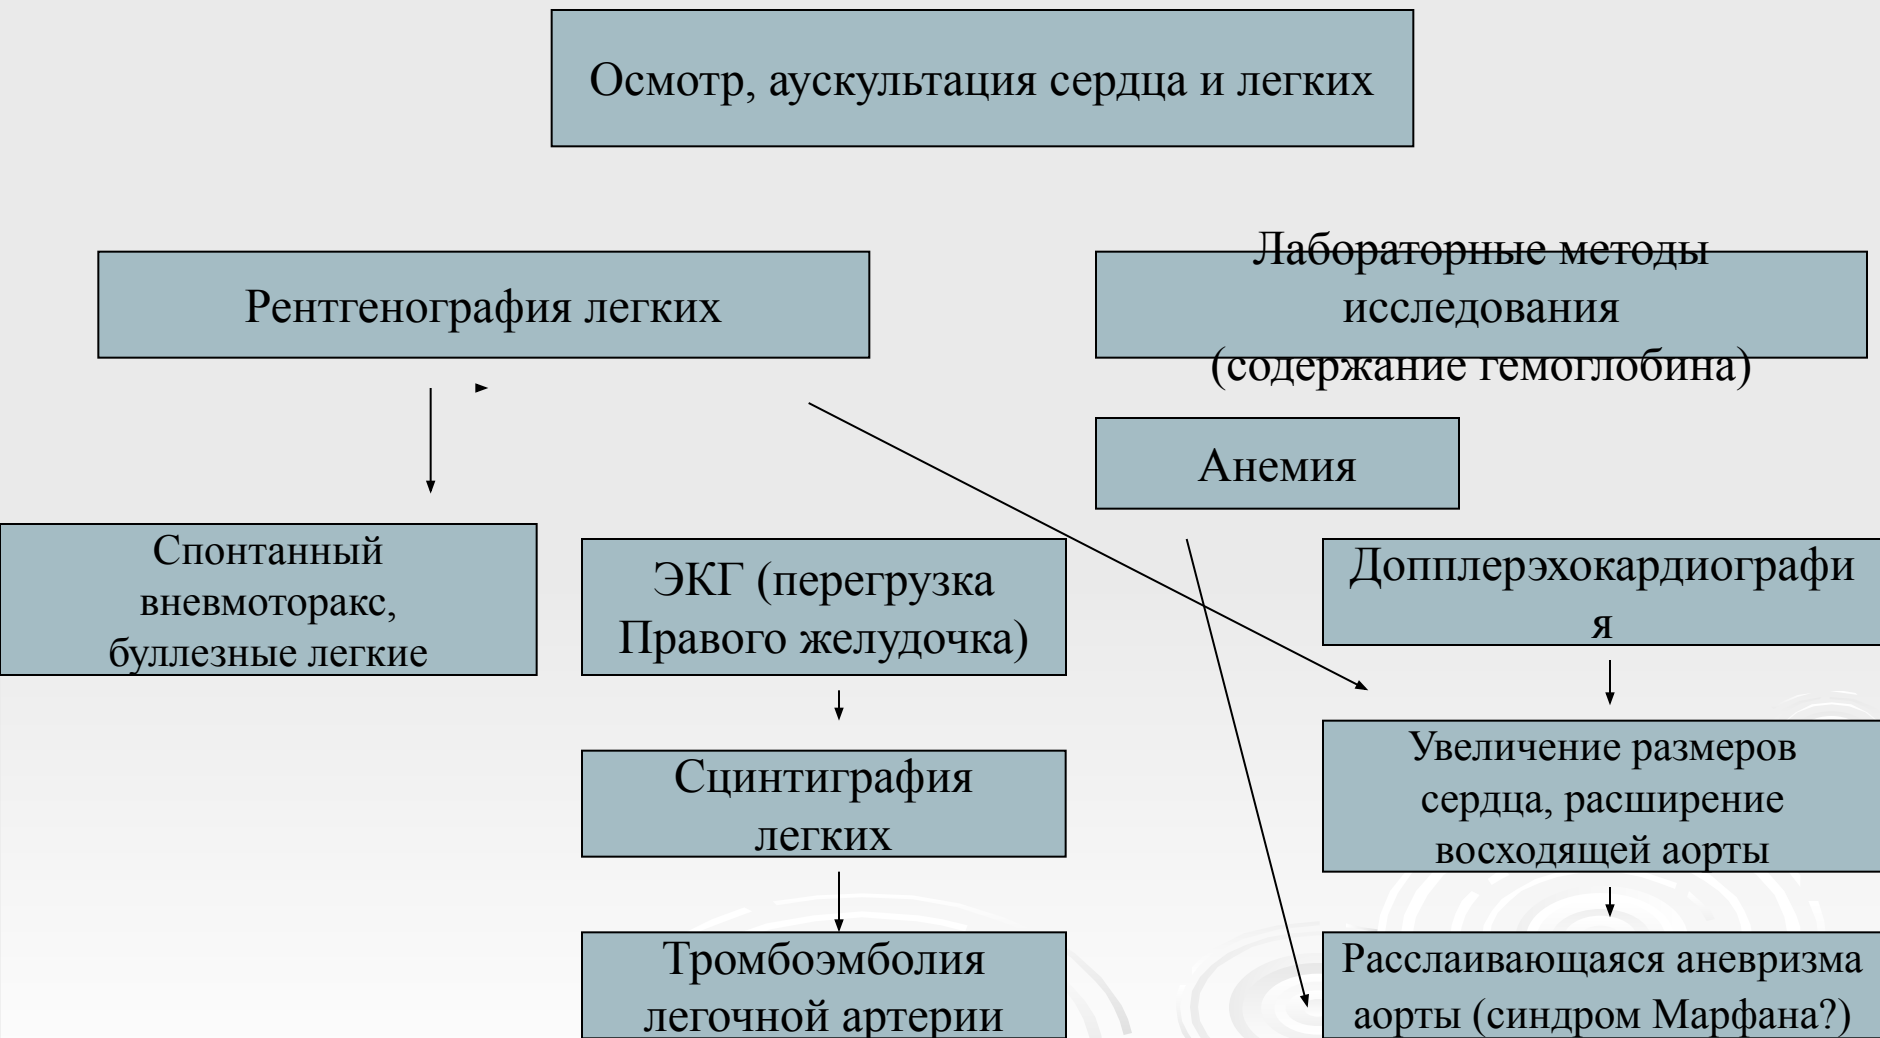 Осмотр, аускультация сердца и легких
Рентгенография легких
Лабораторные методы
исследования
(содержание гемоглобина)
Анемия
Спонтанный
вневмоторакс,
буллезные легкие
ЭКГ (перегрузка
Правого желудочка)
Допплерэхокардиографи
я
Сцинтиграфия
легких
Увеличение размеров
сердца, расширение
восходящей аорты
Тромбоэмболия
легочной артерии
Расслаивающаяся аневризма
аорты (синдром Марфана?)